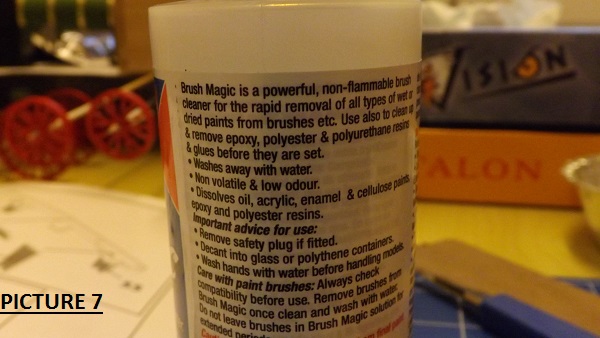 Brush Magic is a powerful, non-flammable brush
cleaner for the rapid removal of all types of wet or
dried paints from brushes etc. Use also to clean up
& remove epoxy, polyester & polyurethane resins
& glues before they are set.
• Washes away with water.
• Non volatile & low odour.
• Dissolves oil, acrylic, enamel & cellulose paints,
epoxy and polyester resins.
Important advice for use:
• Remove safety plug if fitted.
• Decant into glass or polythene containers.
• Wash hands with water before handling models.
Care with paint brushes: Always check
compatibility before use. Remove brushes from
Brush Magic once clean and wash with water.
Do not leave brushes in Brush Magic solution for
extended periods
final paint
VISION
ALON
PICTURE 7